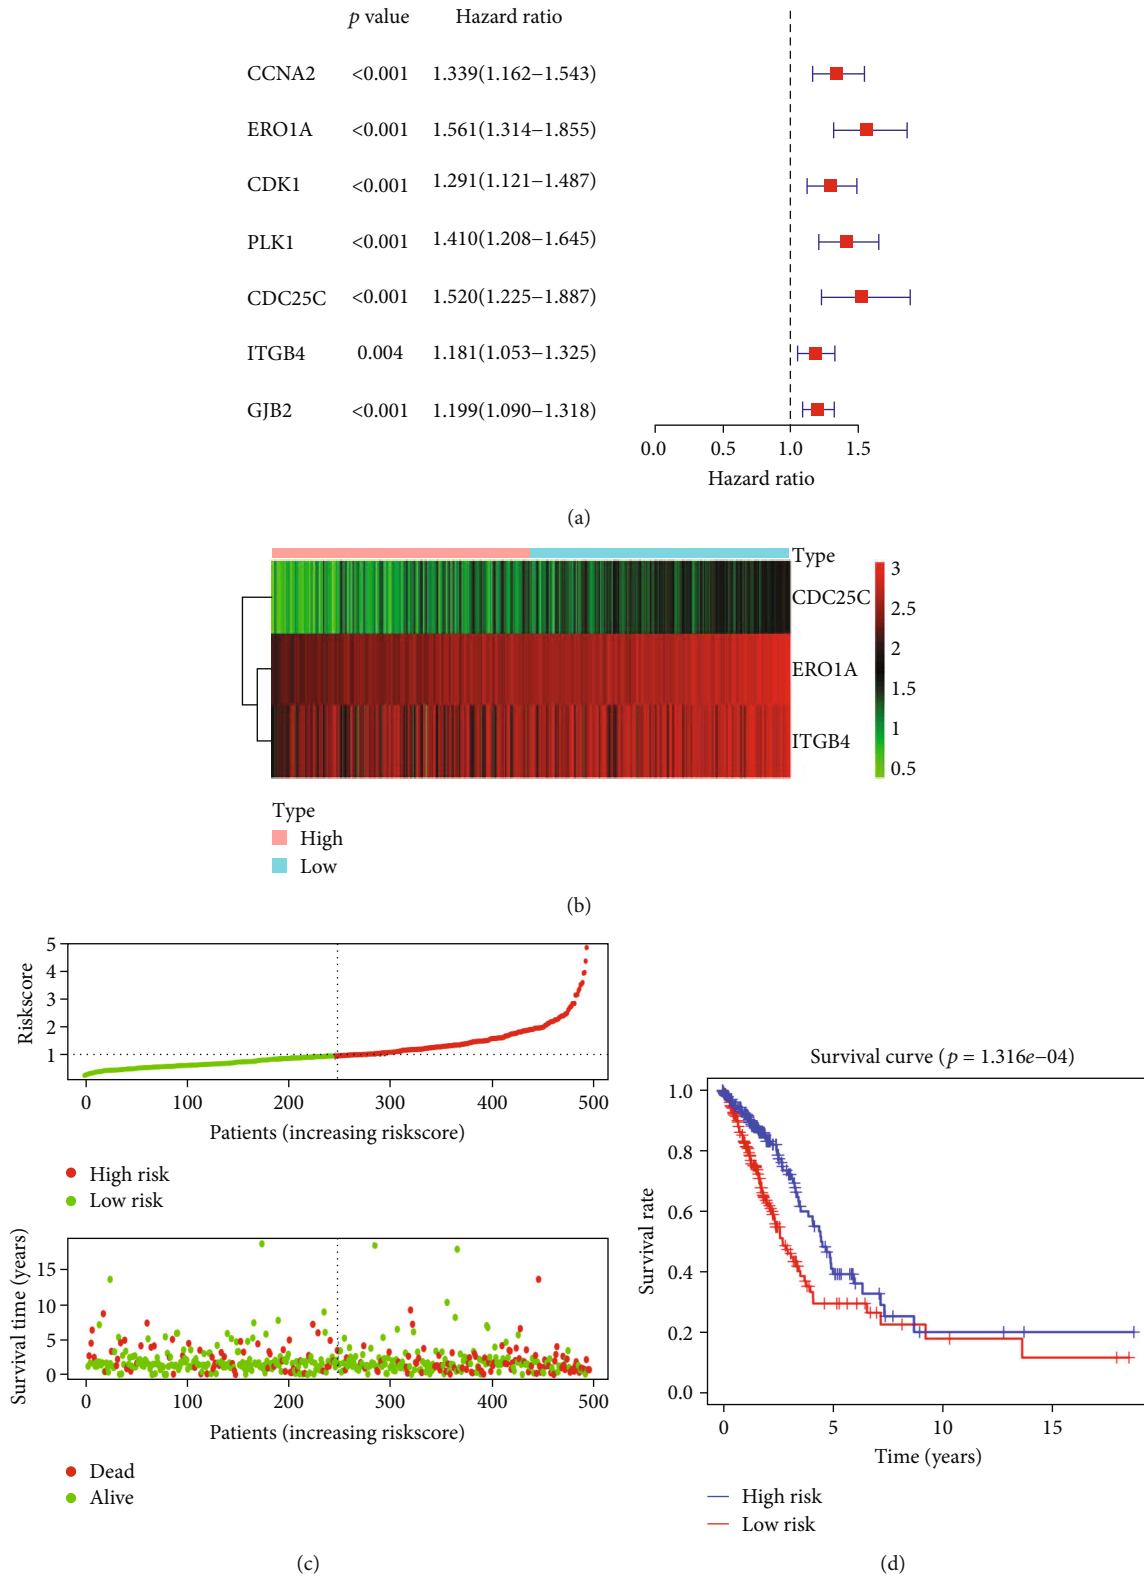 p value Hazard ratio
CCNA2 <0.001 1.339(1.162−1.543)
ERO1A <0.001 1.561(1.314−1.855)
CDK1 <0.001 1.291(1.121−1.487)
PLK1 <0.001 1.410(1.208−1.645)
CDC25C <0.001 1.520(1.225−1.887)
ITGB4 0.004 1.181(1.053−1.325)
GJB2 <0.001 1.199(1.090−1.318)
0.0 0.5 1.0 1.5
Hazard ratio
(a)
Type
CDC25C
ERO1A
ITGB4
3
2.5
2
1.5
1
0.5
Type
High
Low
(b)
Riskscore
5
4
3
2
1
0 100 200 300 400 500
Patients (increasing riskscore)
High risk
Low risk
Survival time (years)
15
10
5
0
0 100 200 300 400 500
Patients (increasing riskscore)
Dead
Alive
(c)
Survival curve (p = 1.316e−04)
Survival rate
1.0
0.8
0.6
0.4
0.2
0.0
0 5 10 15
Time (years)
High risk
Low risk
(d)